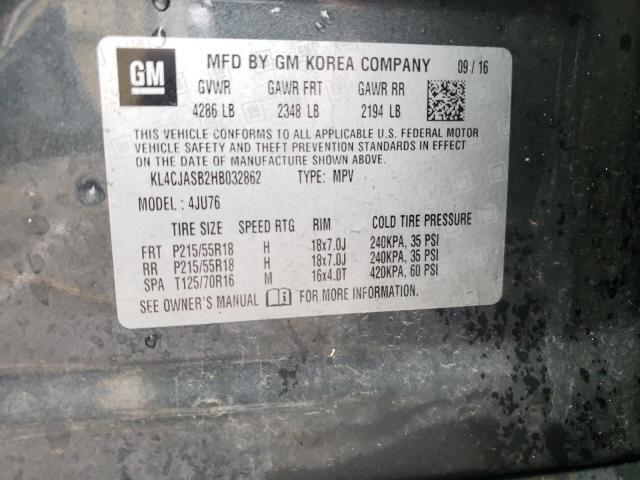 GM
MFD BY GM KOREA COMPANY 09 / 16
GVWR GAWR FRT GAWR RR
4286 LB 2348 LB 2194 LB
THIS VEHICLE CONFORMS TO ALL APPLICABLE U.S. FEDERAL MOTOR
VEHICLE SAFETY AND THEFT PREVENTION STANDARDS IN EFFECT
ON THE DATE OF MANUFACTURE SHOWN ABOVE.
KL4CJASB2HB032862 TYPE: MPV
MODEL : 4JU76
TIRE SIZE SPEED RTG RIM COLD TIRE PRESSURE
FRT P215/55R18 H 18x7.0J 240KPA, 35 PSI
RR P215/55R18 H 18x7.0J 240KPA, 35 PSI
SPA T125/70R16 M 16x4.0T 420KPA, 60 PSI
SEE OWNER'S MANUAL FOR MORE INFORMATION.